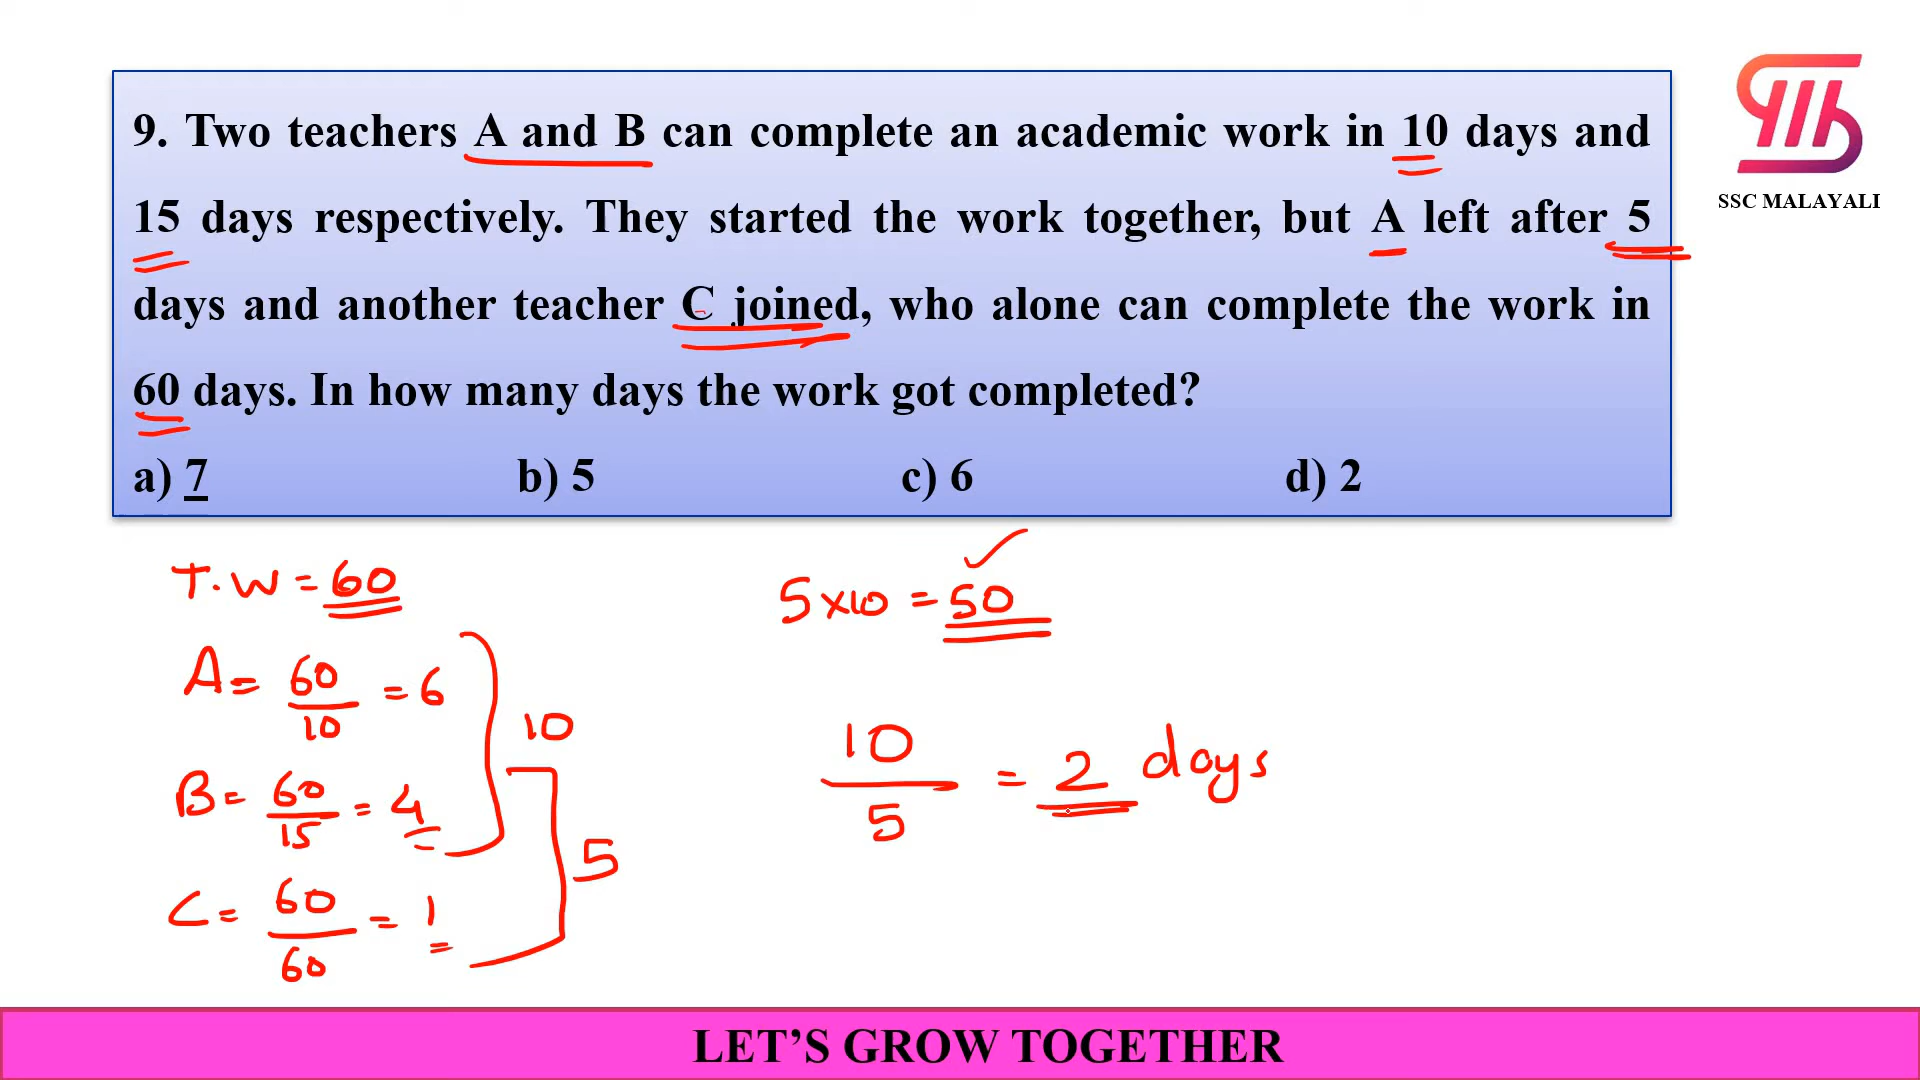 9. Two teachers A and B can complete an academic work in 10 days and
15 days respectively. They started the work together, but A left after 5
days and another teacher C joined, who alone can complete the work in
60 days. In how many days the work got completed?
a) 7 b) 5 c) 6 d) 2
SSC MALAYALI
T.W = 60
A = 60/10 = 6
B = 60/15 = 4
C = 60/60 = 1
10
5
5 x 10 = 50
10/5 = 2 days
LET’S GROW TOGETHER